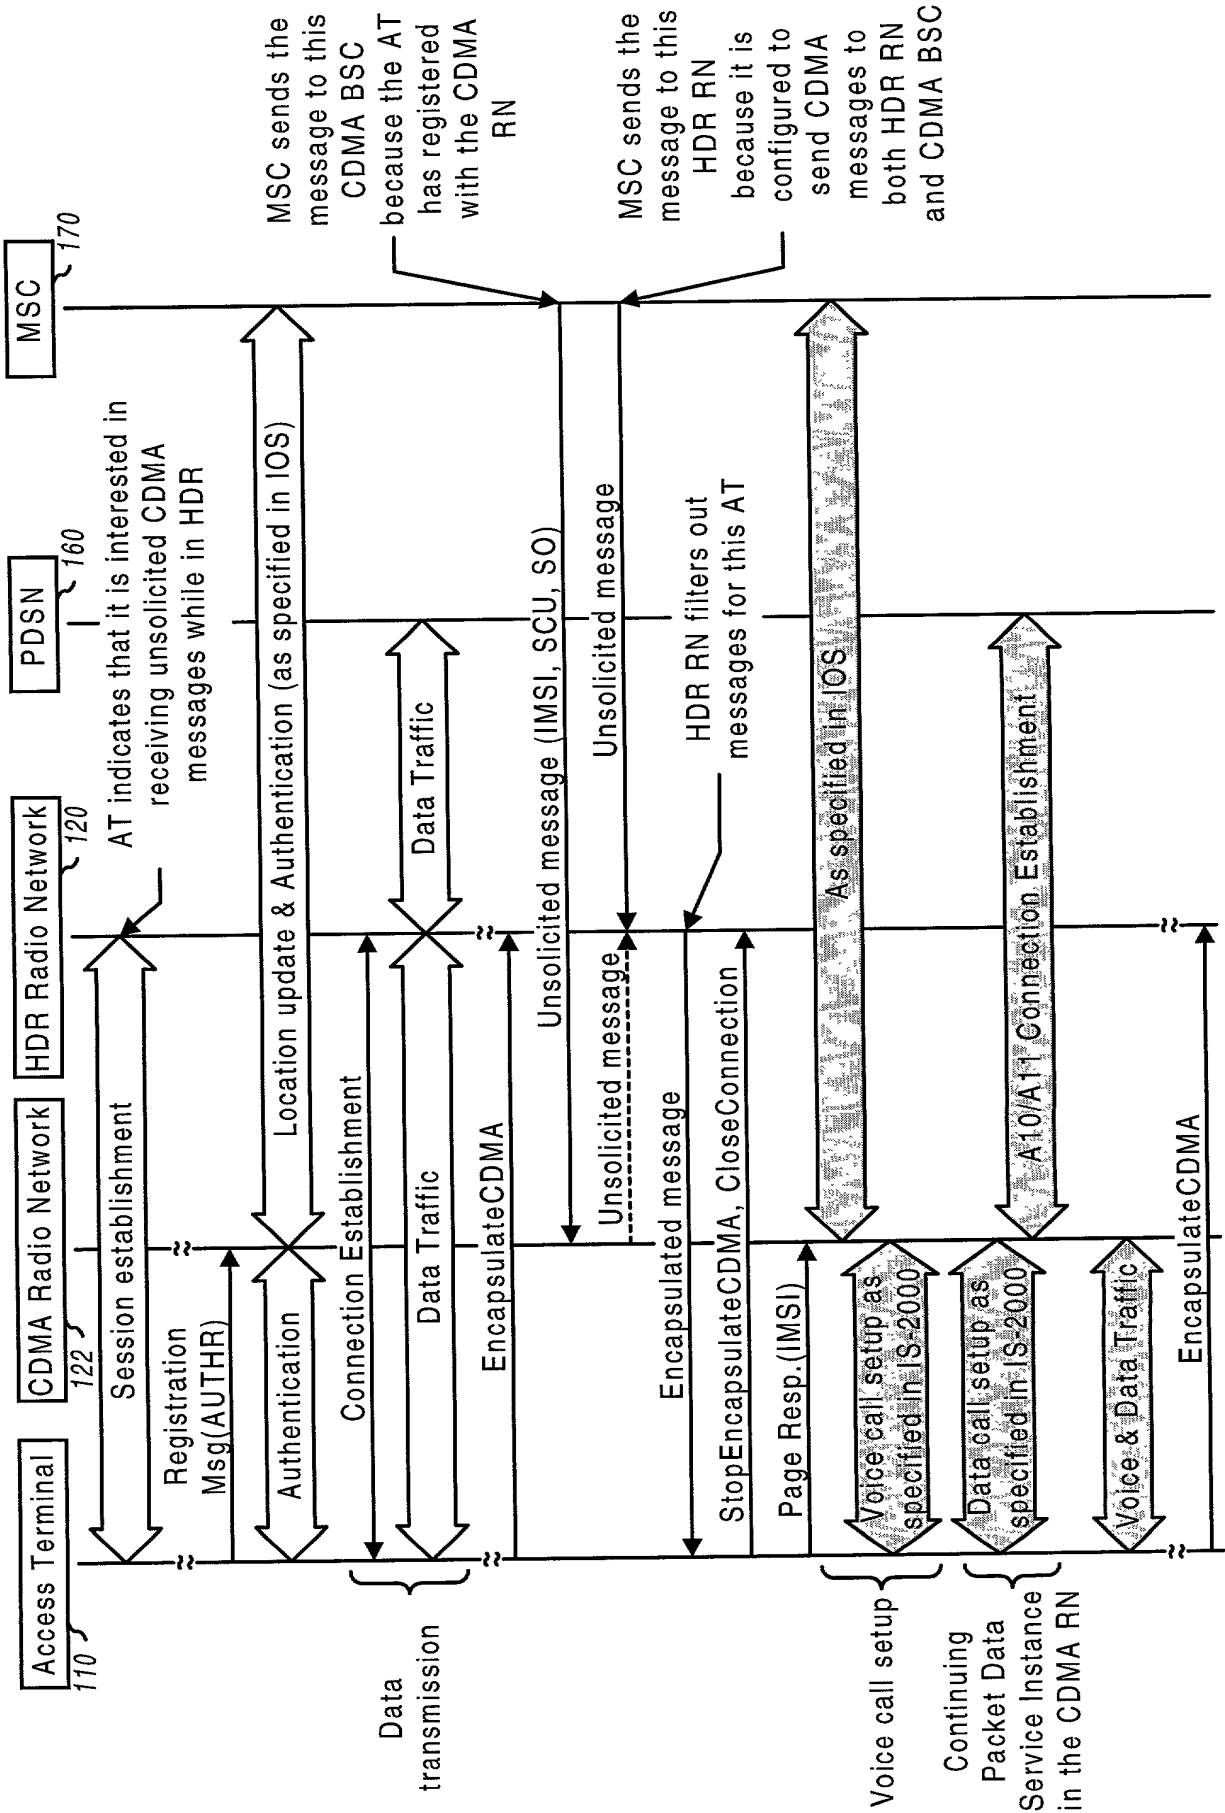 Access Terminal
110
CDMA Radio Network
122
HDR Radio Network
120
PDSN
160
MSC
170
Session establishment
AT indicates that it is interested in
receiving unsolicited CDMA
messages while in HDR
Registration
Msg(AUTHR)
Authentication
Location update & Authentication (as specified in IOS)
Connection Establishment
Data
transmission
Data Traffic
Data Traffic
EncapsulateCDMA
MSC sends the
message to this
CDMA BSC
because the AT
has registered
with the CDMA
RN
Unsolicited message (IMSI, SCU, SO)
Unsolicited message
Unsolicited message
MSC sends the
message to this
HDR RN
because it is
configured to
send CDMA
messages to
both HDR RN
and CDMA BSC
Encapsulated message
HDR RN filters out
messages for this AT
StopEncapsulateCDMA, CloseConnection
Page Resp.(IMSI)
As specified in IOS
Voice call setup
Voice call setup as
specified in IS-2000
Continuing
Packet Data
Service Instance
in the CDMA RN
Data call setup as
specified in IS-2000
A10/A11 Connection Establishment
Voice & Data Traffic
EncapsulateCDMA